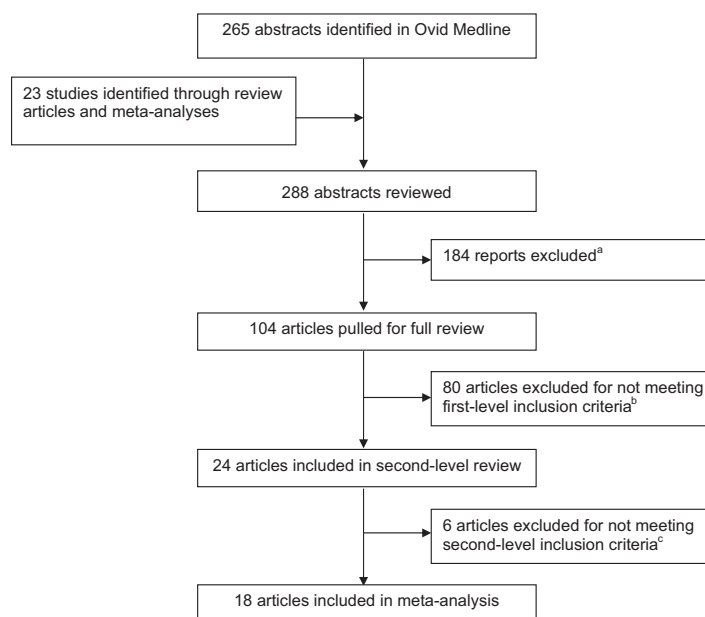 265 abstracts identified in Ovid Medline
23 studies identified through review
articles and meta-analyses
288 abstracts reviewed
184 reports excludedᵃ
104 articles pulled for full review
80 articles excluded for not meeting
first-level inclusion criteriaᵇ
24 articles included in second-level review
6 articles excluded for not meeting
second-level inclusion criteriaᶜ
18 articles included in meta-analysis